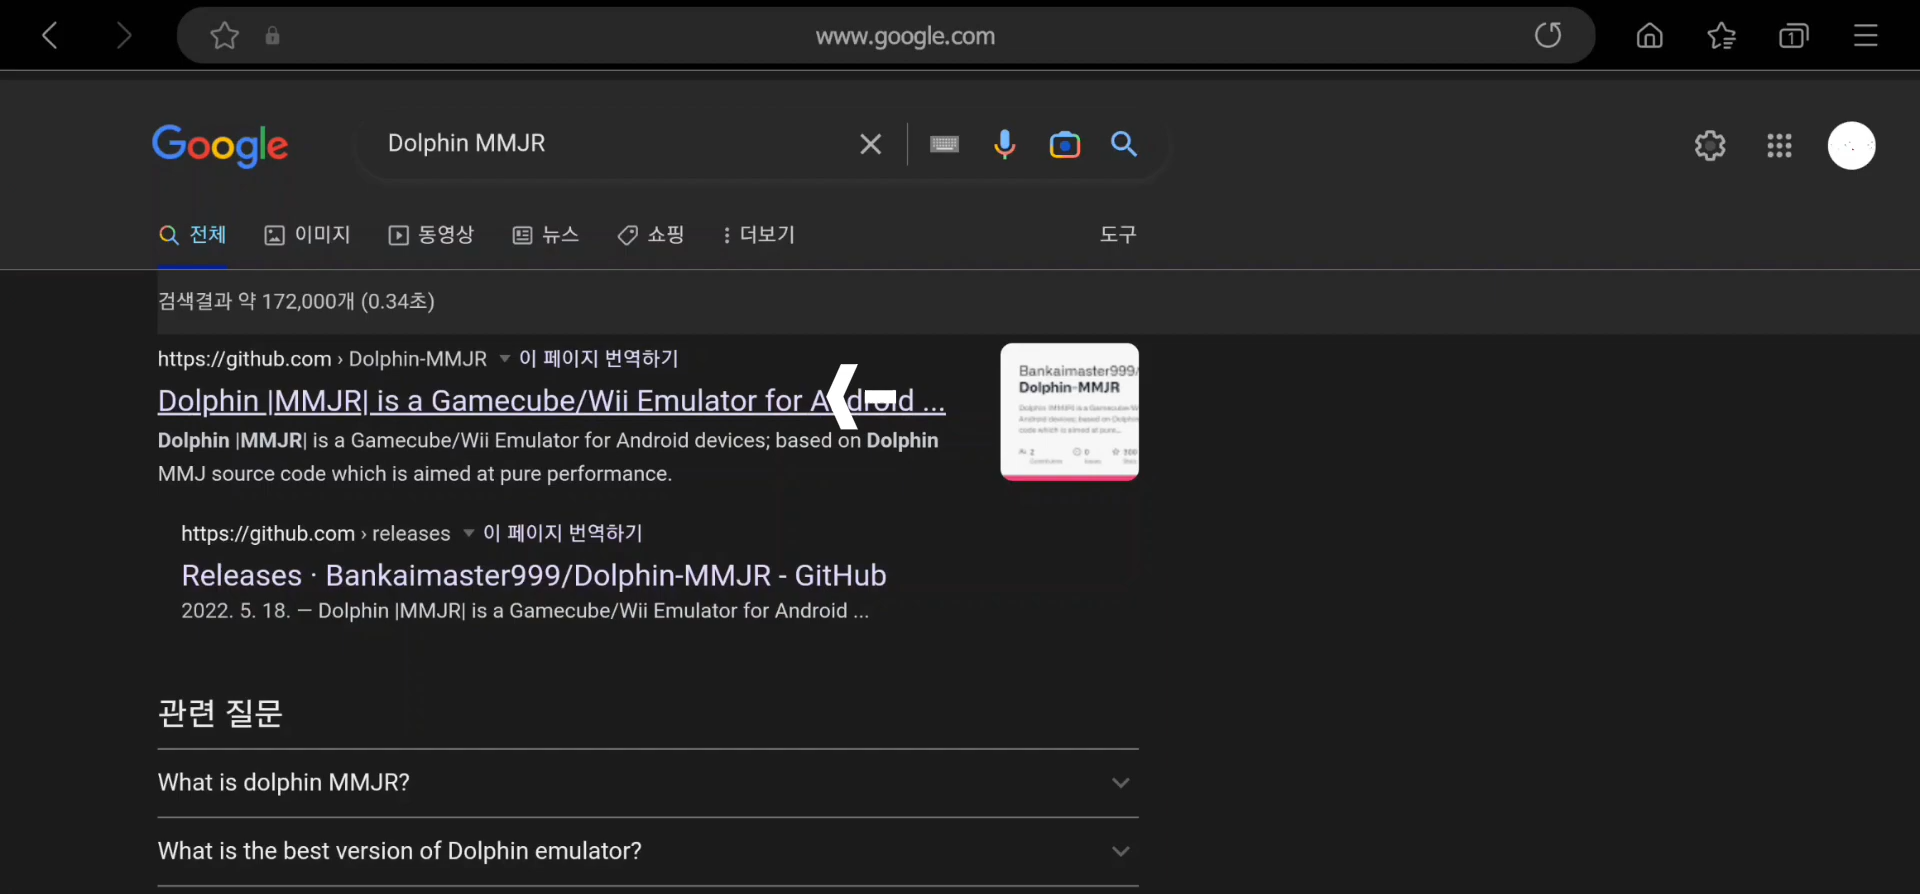 www.google.com
1
Google
Dolphin MMJR
전체
이미지
동영상
뉴스
쇼핑
더보기
도구
검색결과 약 172,000개 (0.34초)
https://github.com › Dolphin-MMJR 이 페이지 번역하기
Dolphin |MMJR| is a Gamecube/Wii Emulator for Android ...
Dolphin |MMJR| is a Gamecube/Wii Emulator for Android devices; based on Dolphin
MMJ source code which is aimed at pure performance.
Bankaimaster999/
Dolphin-MMJR
https://github.com › releases 이 페이지 번역하기
Releases · Bankaimaster999/Dolphin-MMJR - GitHub
2022. 5. 18. — Dolphin |MMJR| is a Gamecube/Wii Emulator for Android ...
관련 질문
What is dolphin MMJR?
What is the best version of Dolphin emulator?